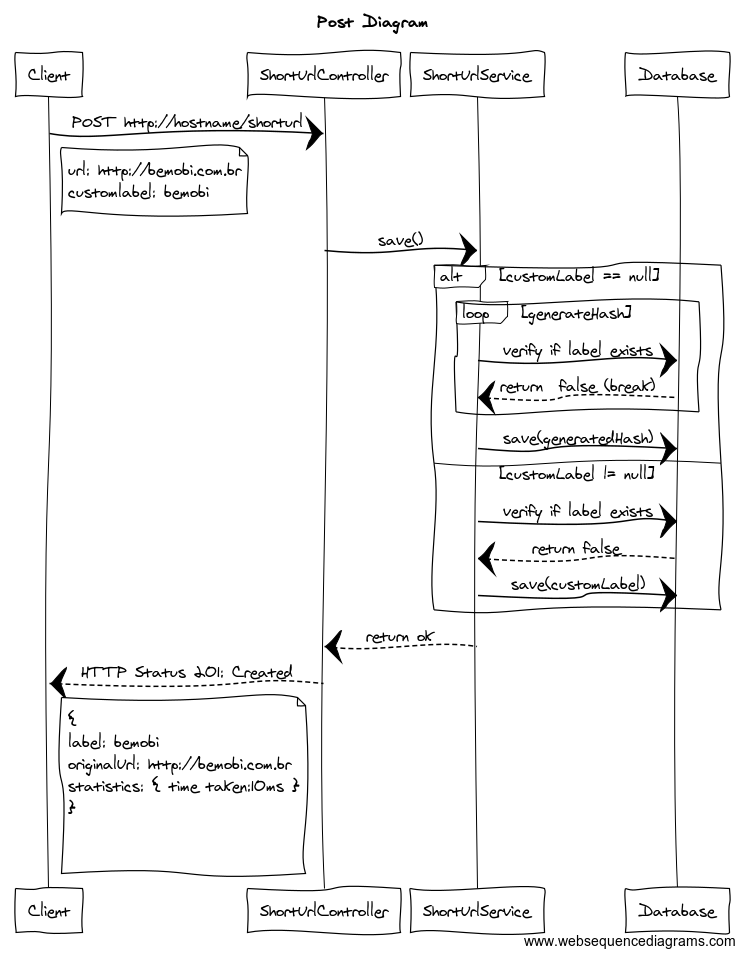 Post Diagram
Client
ShortUrlController
ShortUrlService
Database
POST http://hostname/shorturl
url: http://bemobi.com.br
customlabel: bemobi
save()
alt [customLabel == null]
loop [generateHash]
verify if label exists
return false (break)
save(generatedHash)
[customLabel != null]
verify if label exists
return false
save(customLabel)
return ok
HTTP Status 201: Created
{
label: bemobi
originalUrl: http://bemobi.com.br
statistics: { time taken:10ms }
}
Client
ShortUrlController
ShortUrlService
Database
www.websequencediagrams.com